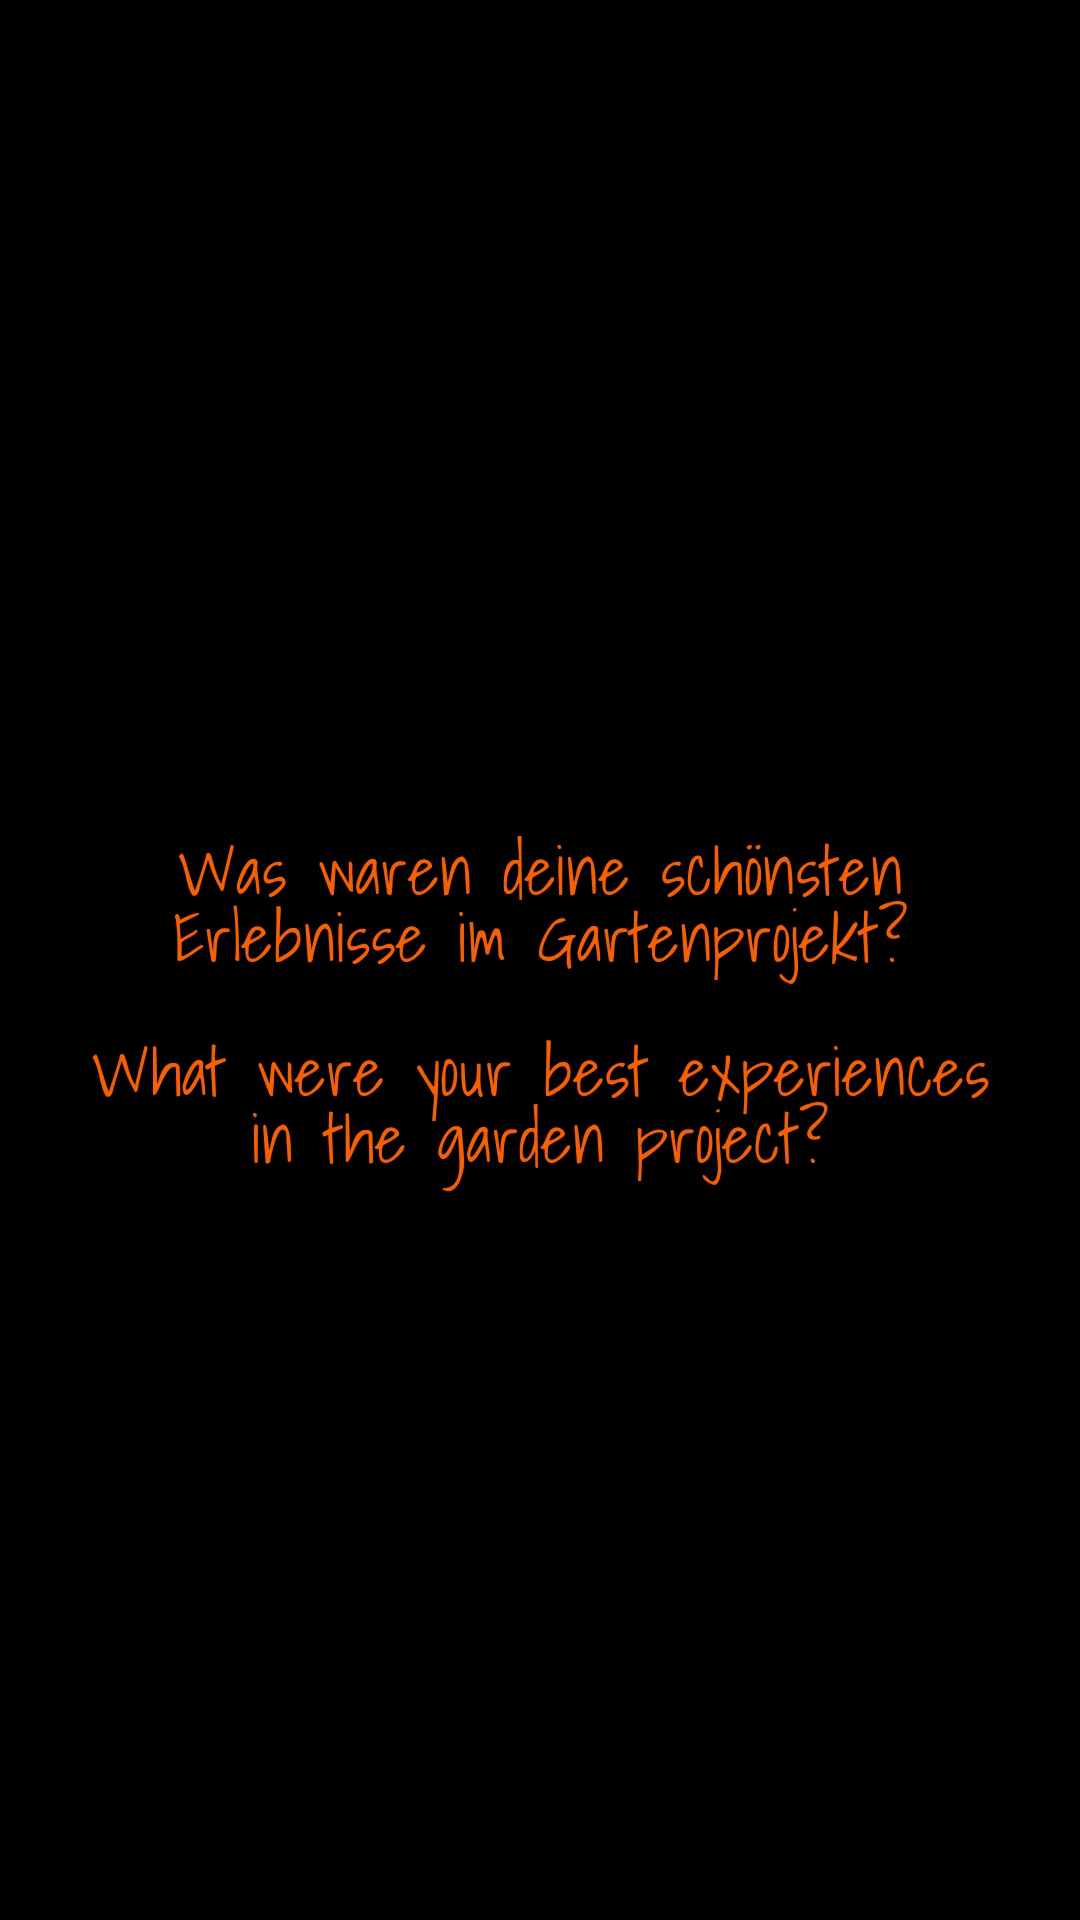 Was waren deine schönsten
Erlebnisse im Gartenprojekt?
What were your best experiences
in the garden project?